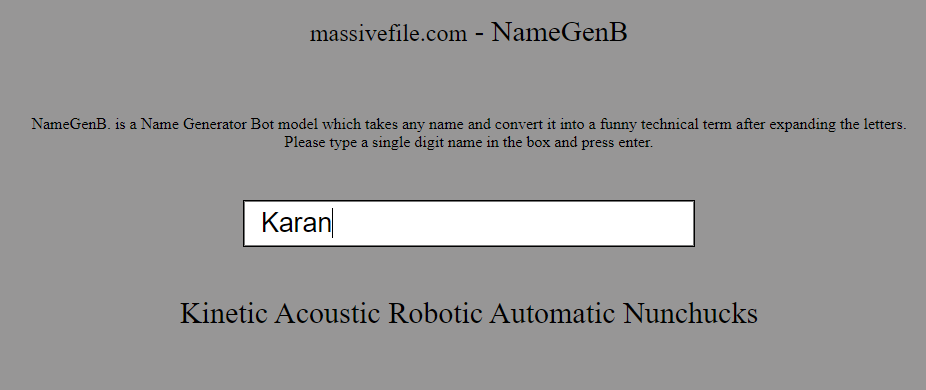 massivefile.com - NameGenB
NameGenB. is a Name Generator Bot model which takes any name and convert it into a funny technical term after expanding the letters.
Please type a single digit name in the box and press enter.
Karan
Kinetic Acoustic Robotic Automatic Nunchucks